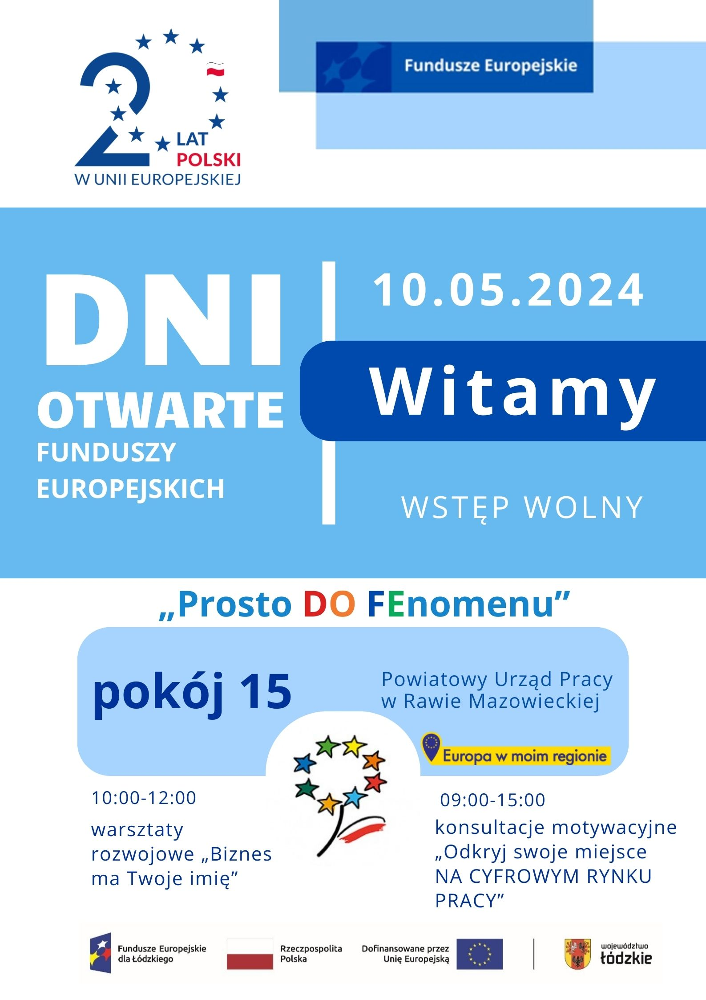 20 LAT
POLSKI
W UNII EUROPEJSKIEJ
Fundusze Europejskie
DNI
OTWARTE
FUNDUSZY
EUROPEJSKICH
10.05.2024
Witamy
WSTĘP WOLNY
„Prosto DO FEnomenu”
pokój 15
Powiatowy Urząd Pracy
w Rawie Mazowieckiej
Europa w moim regionie
10:00-12:00
warsztaty
rozwojowe „Biznes
ma Twoje imię”
09:00-15:00
konsultacje motywacyjne
„Odkryj swoje miejsce
NA CYFROWYM RYNKU
PRACY”
Fundusze Europejskie
dla Łódzkiego
Rzeczpospolita
Polska
Dofinansowane przez
Unię Europejską
województwo
łódzkie